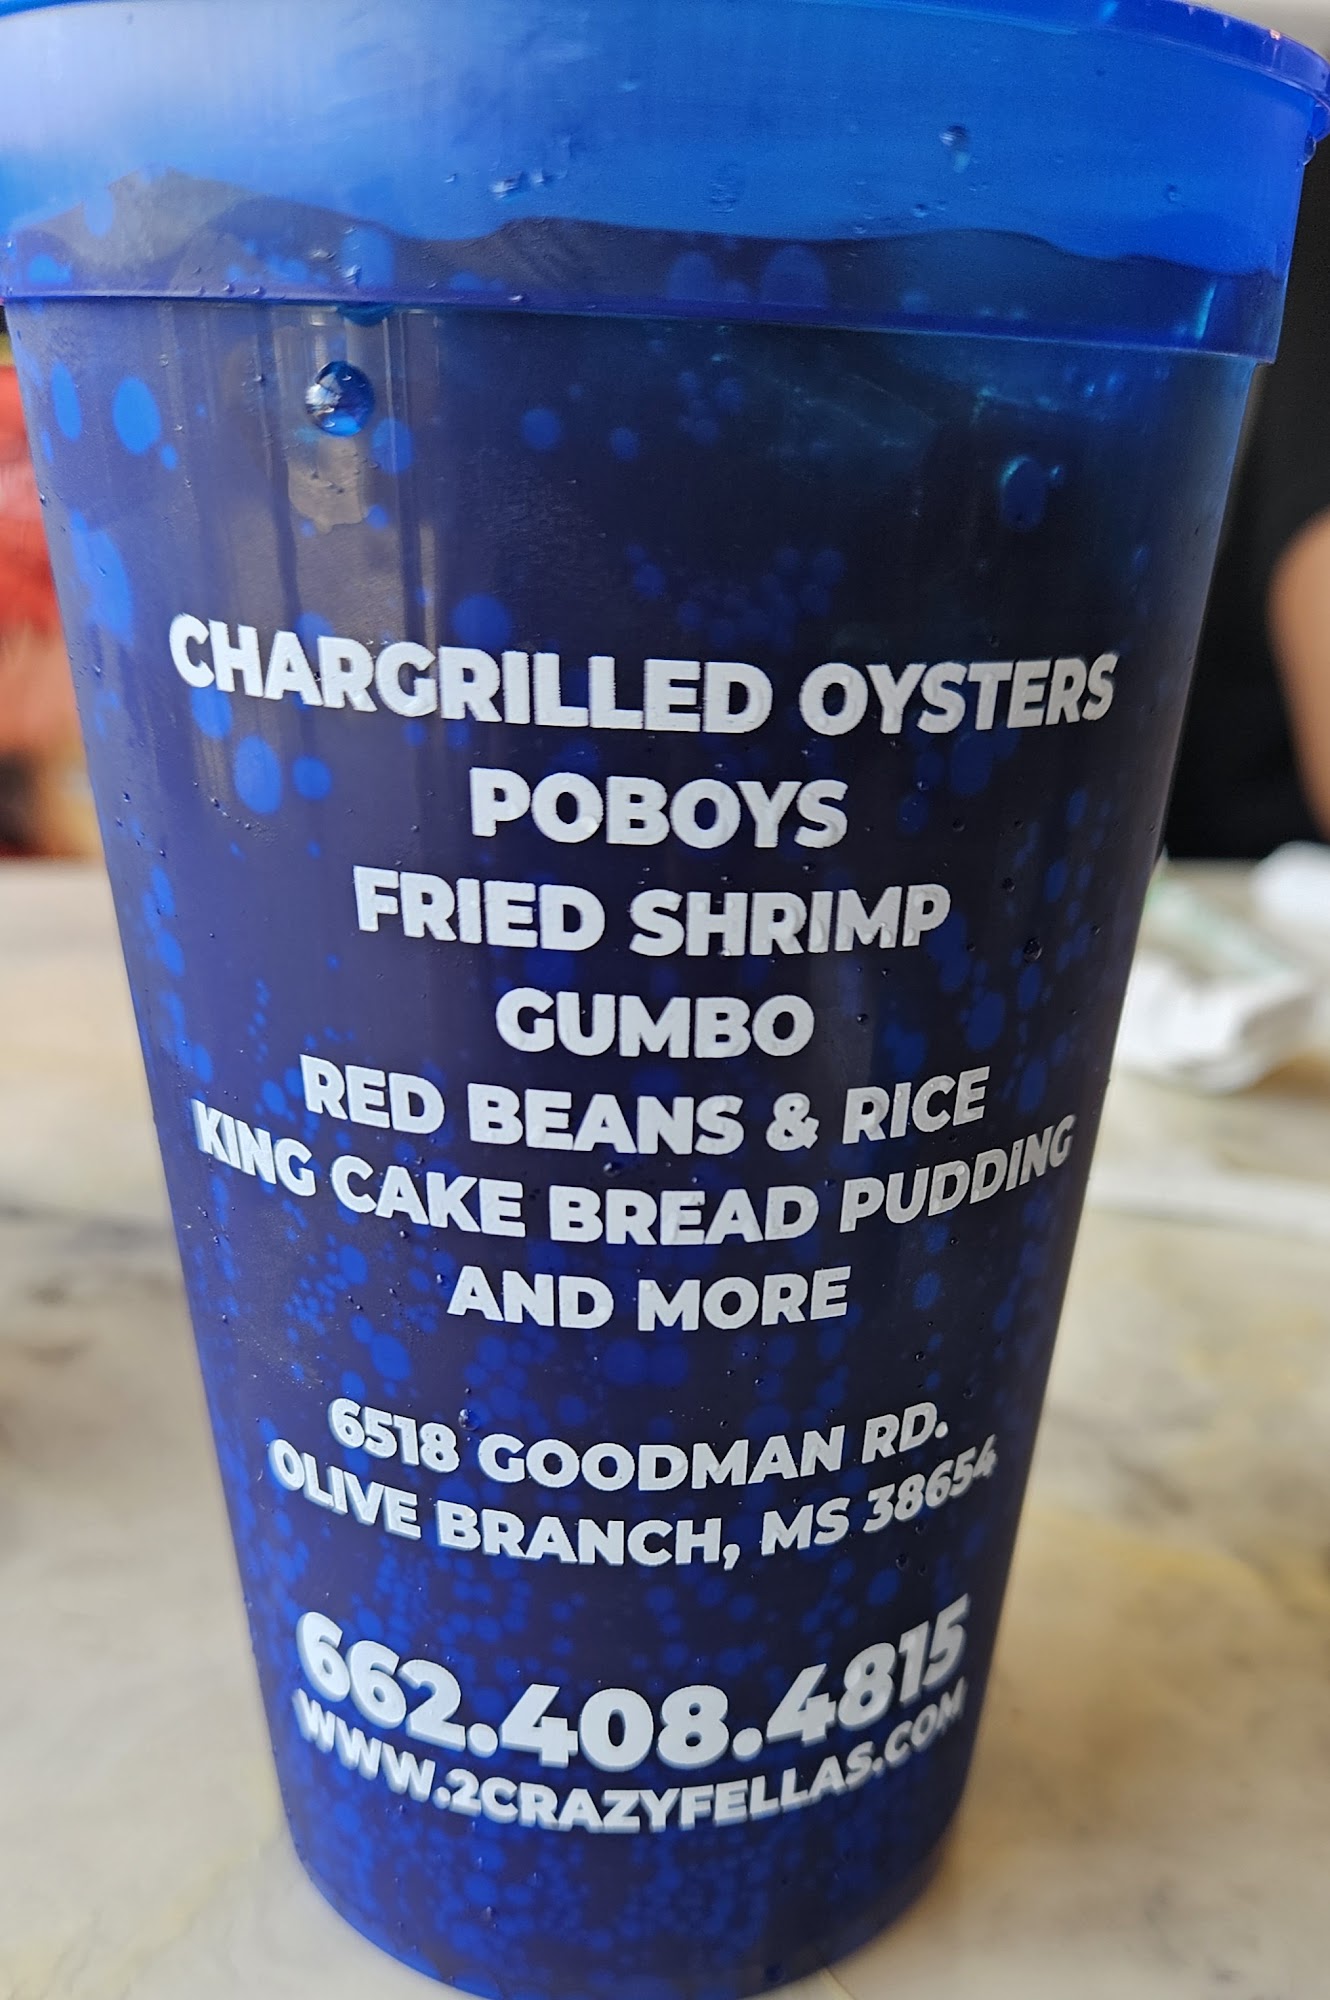 CHARGRILLED OYSTERS
POBOYS
FRIED SHRIMP
GUMBO
RED BEANS & RICE
KING CAKE BREAD PUDDING
AND MORE
6518 GOODMAN RD.
OLIVE BRANCH, MS 38654
662.408.4815
WWW.2CRAZYFELLAS.COM